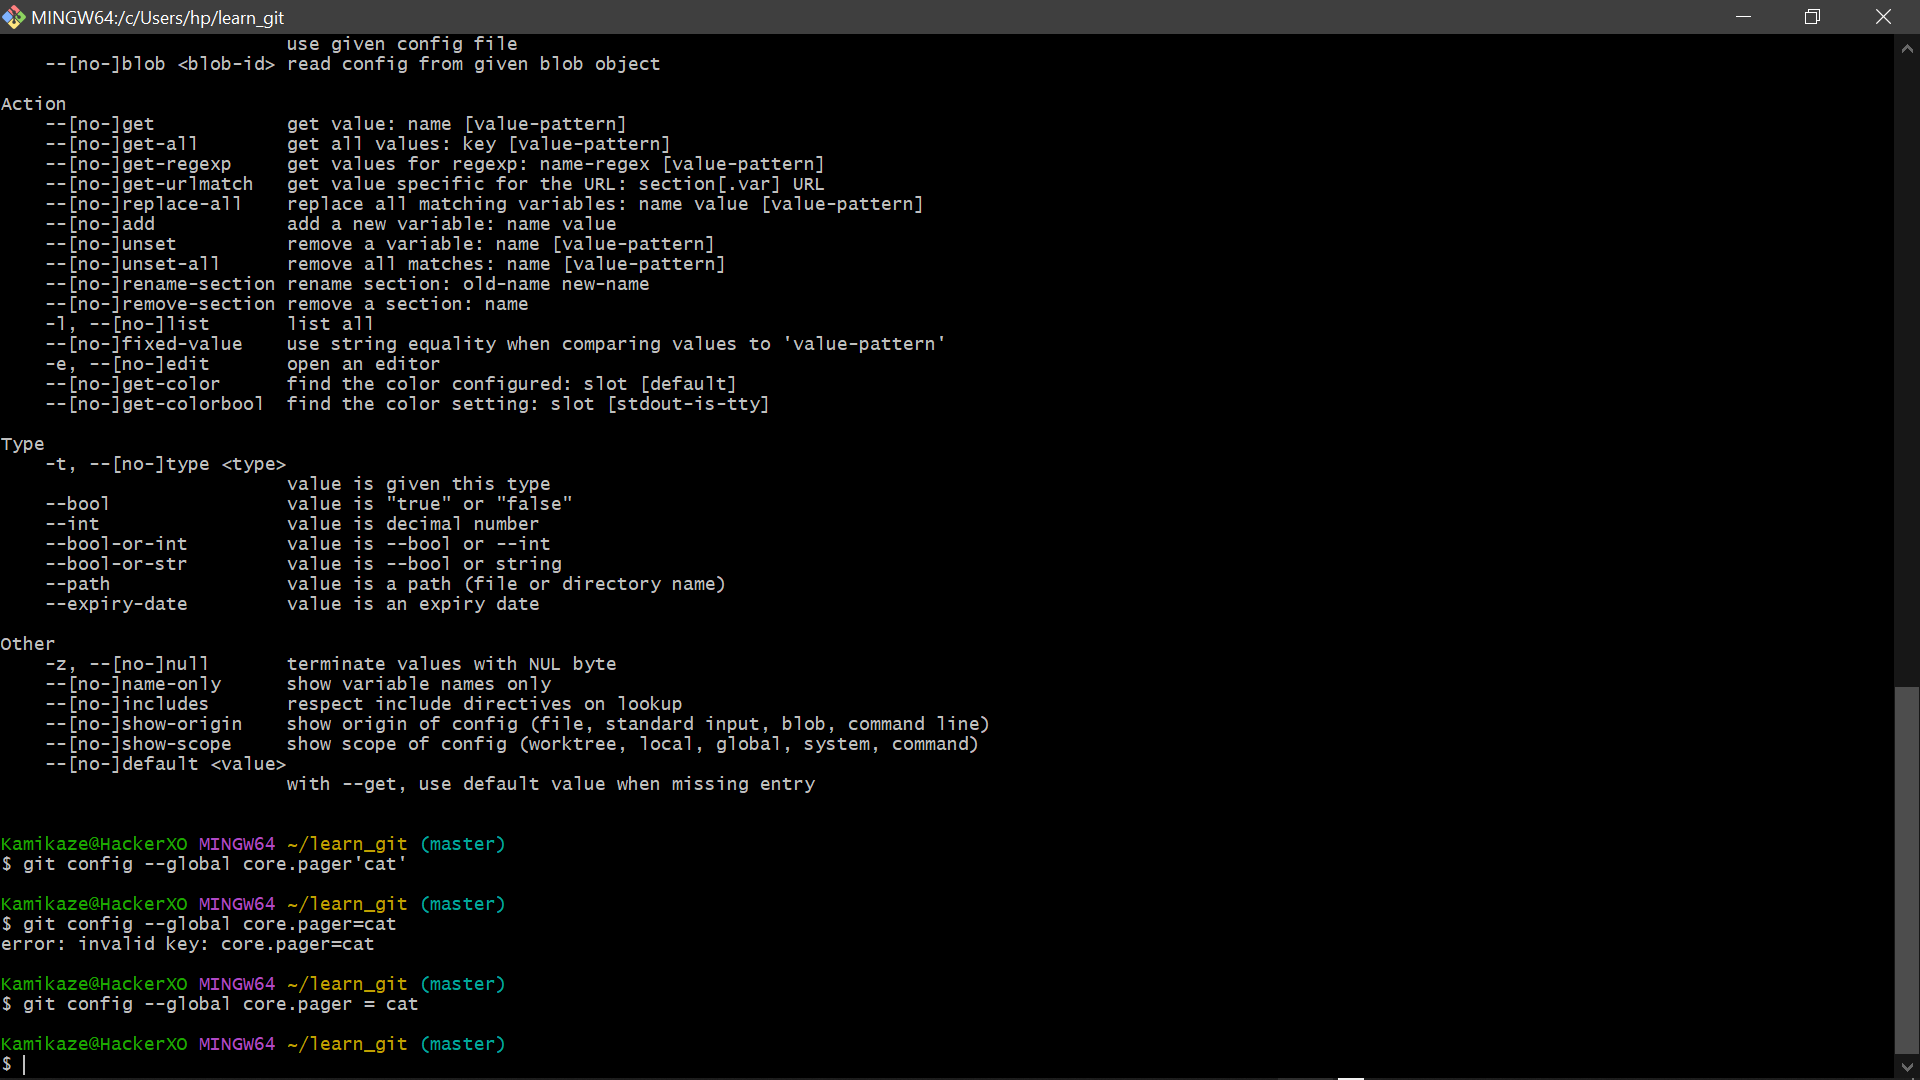 MINGW64:/c/Users/hp/learn_git
                          use given config file
    --[no-]blob <blob-id> read config from given blob object

Action
    --[no-]get            get value: name [value-pattern]
    --[no-]get-all        get all values: key [value-pattern]
    --[no-]get-regexp     get values for regexp: name-regex [value-pattern]
    --[no-]get-urlmatch   get value specific for the URL: section[.var] URL
    --[no-]replace-all    replace all matching variables: name value [value-pattern]
    --[no-]add            add a new variable: name value
    --[no-]unset          remove a variable: name [value-pattern]
    --[no-]unset-all      remove all matches: name [value-pattern]
    --[no-]rename-section rename section: old-name new-name
    --[no-]remove-section remove a section: name
    -l, --[no-]list       list all
    --[no-]fixed-value    use string equality when comparing values to 'value-pattern'
    -e, --[no-]edit       open an editor
    --[no-]get-color      find the color configured: slot [default]
    --[no-]get-colorbool  find the color setting: slot [stdout-is-tty]

Type
    -t, --[no-]type <type>
                          value is given this type
    --bool                value is "true" or "false"
    --int                 value is decimal number
    --bool-or-int         value is --bool or --int
    --bool-or-str         value is --bool or string
    --path                value is a path (file or directory name)
    --expiry-date         value is an expiry date

Other
    -z, --[no-]null       terminate values with NUL byte
    --[no-]name-only      show variable names only
    --[no-]includes       respect include directives on lookup
    --[no-]show-origin    show origin of config (file, standard input, blob, command line)
    --[no-]show-scope     show scope of config (worktree, local, global, system, command)
    --[no-]default <value>
                          with --get, use default value when missing entry

Kamikaze@HackerXO MINGW64 ~/learn_git (master)
$ git config --global core.pager'cat'

Kamikaze@HackerXO MINGW64 ~/learn_git (master)
$ git config --global core.pager=cat
error: invalid key: core.pager=cat

Kamikaze@HackerXO MINGW64 ~/learn_git (master)
$ git config --global core.pager = cat

Kamikaze@HackerXO MINGW64 ~/learn_git (master)
$